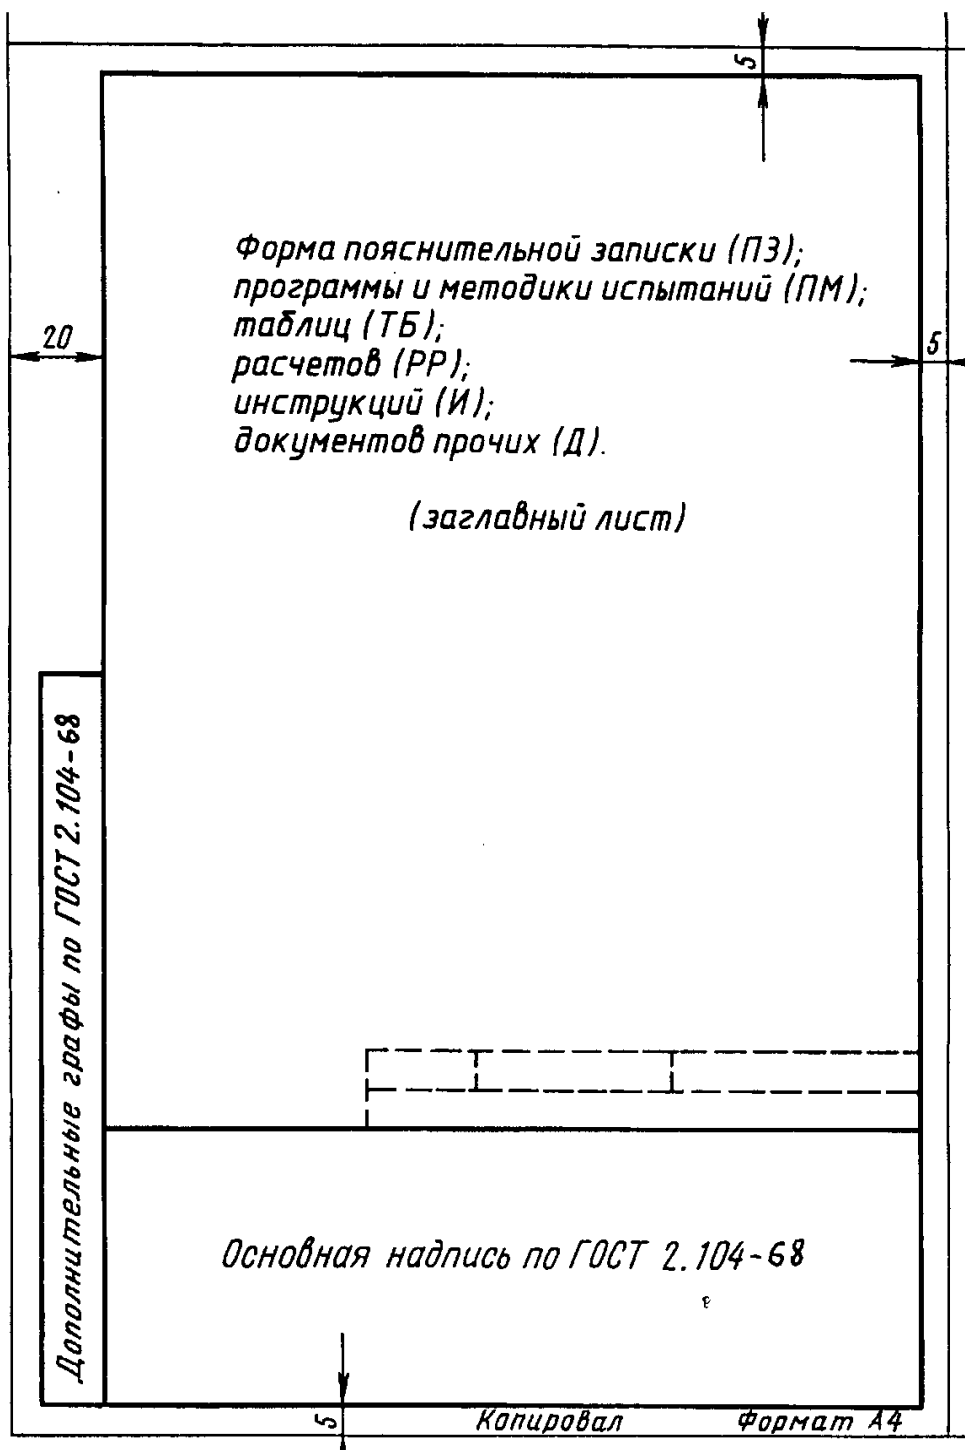 5
Форма пояснительной записки (ПЗ);
программы и методики испытаний (ПМ);
таблиц (ТБ);
расчетов (РР);
инструкций (И);
документов прочих (Д).
(заглавный лист)
20
5
Дополнительные графы по ГОСТ 2.104-68
Основная надпись по ГОСТ 2.104-68
5
Копировал
Формат А4